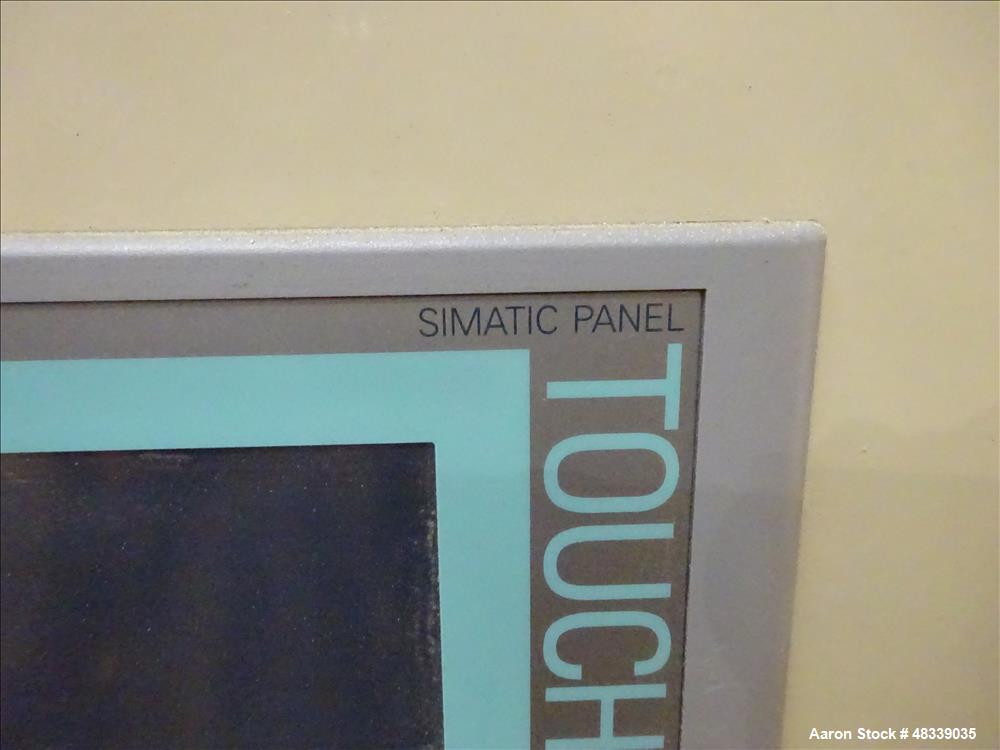 SIMATIC PANEL
TOUCH
Aaron Stock # 48339035